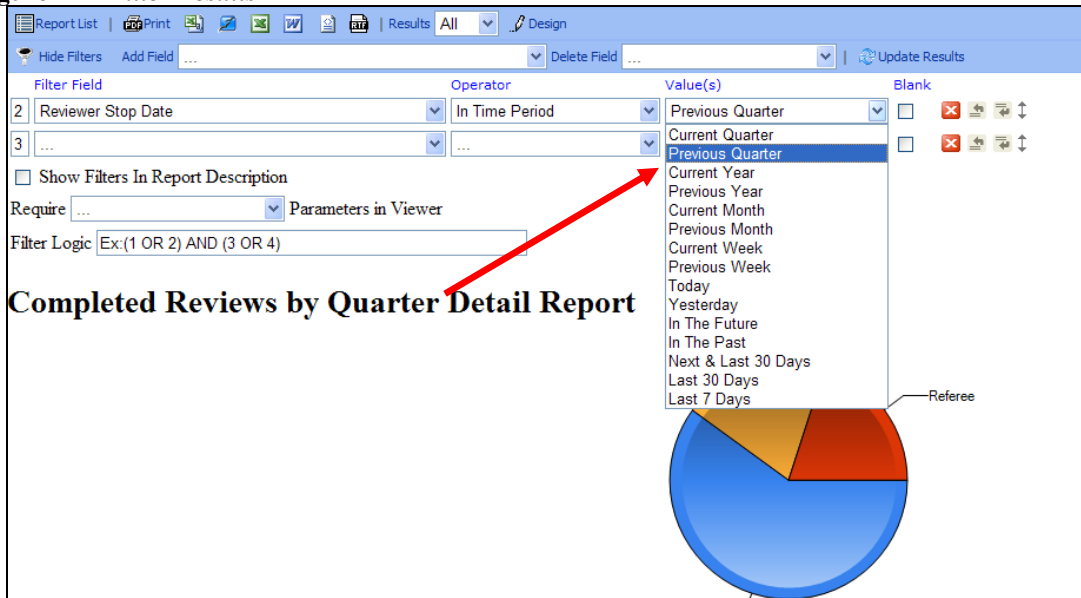 Report List | Print | Results All Design
Hide Filters Add Field ... Delete Field ... | Update Results
Filter Field Operator Value(s) Blank
2 Reviewer Stop Date In Time Period Previous Quarter
3 ... ...
Current Quarter
Previous Quarter
Current Year
Previous Year
Current Month
Previous Month
Current Week
Previous Week
Today
Yesterday
In The Future
In The Past
Next & Last 30 Days
Last 30 Days
Last 7 Days
Show Filters In Report Description
Require ... Parameters in Viewer
Filter Logic Ex:(1 OR 2) AND (3 OR 4)
Completed Reviews by Quarter Detail Report
Referee